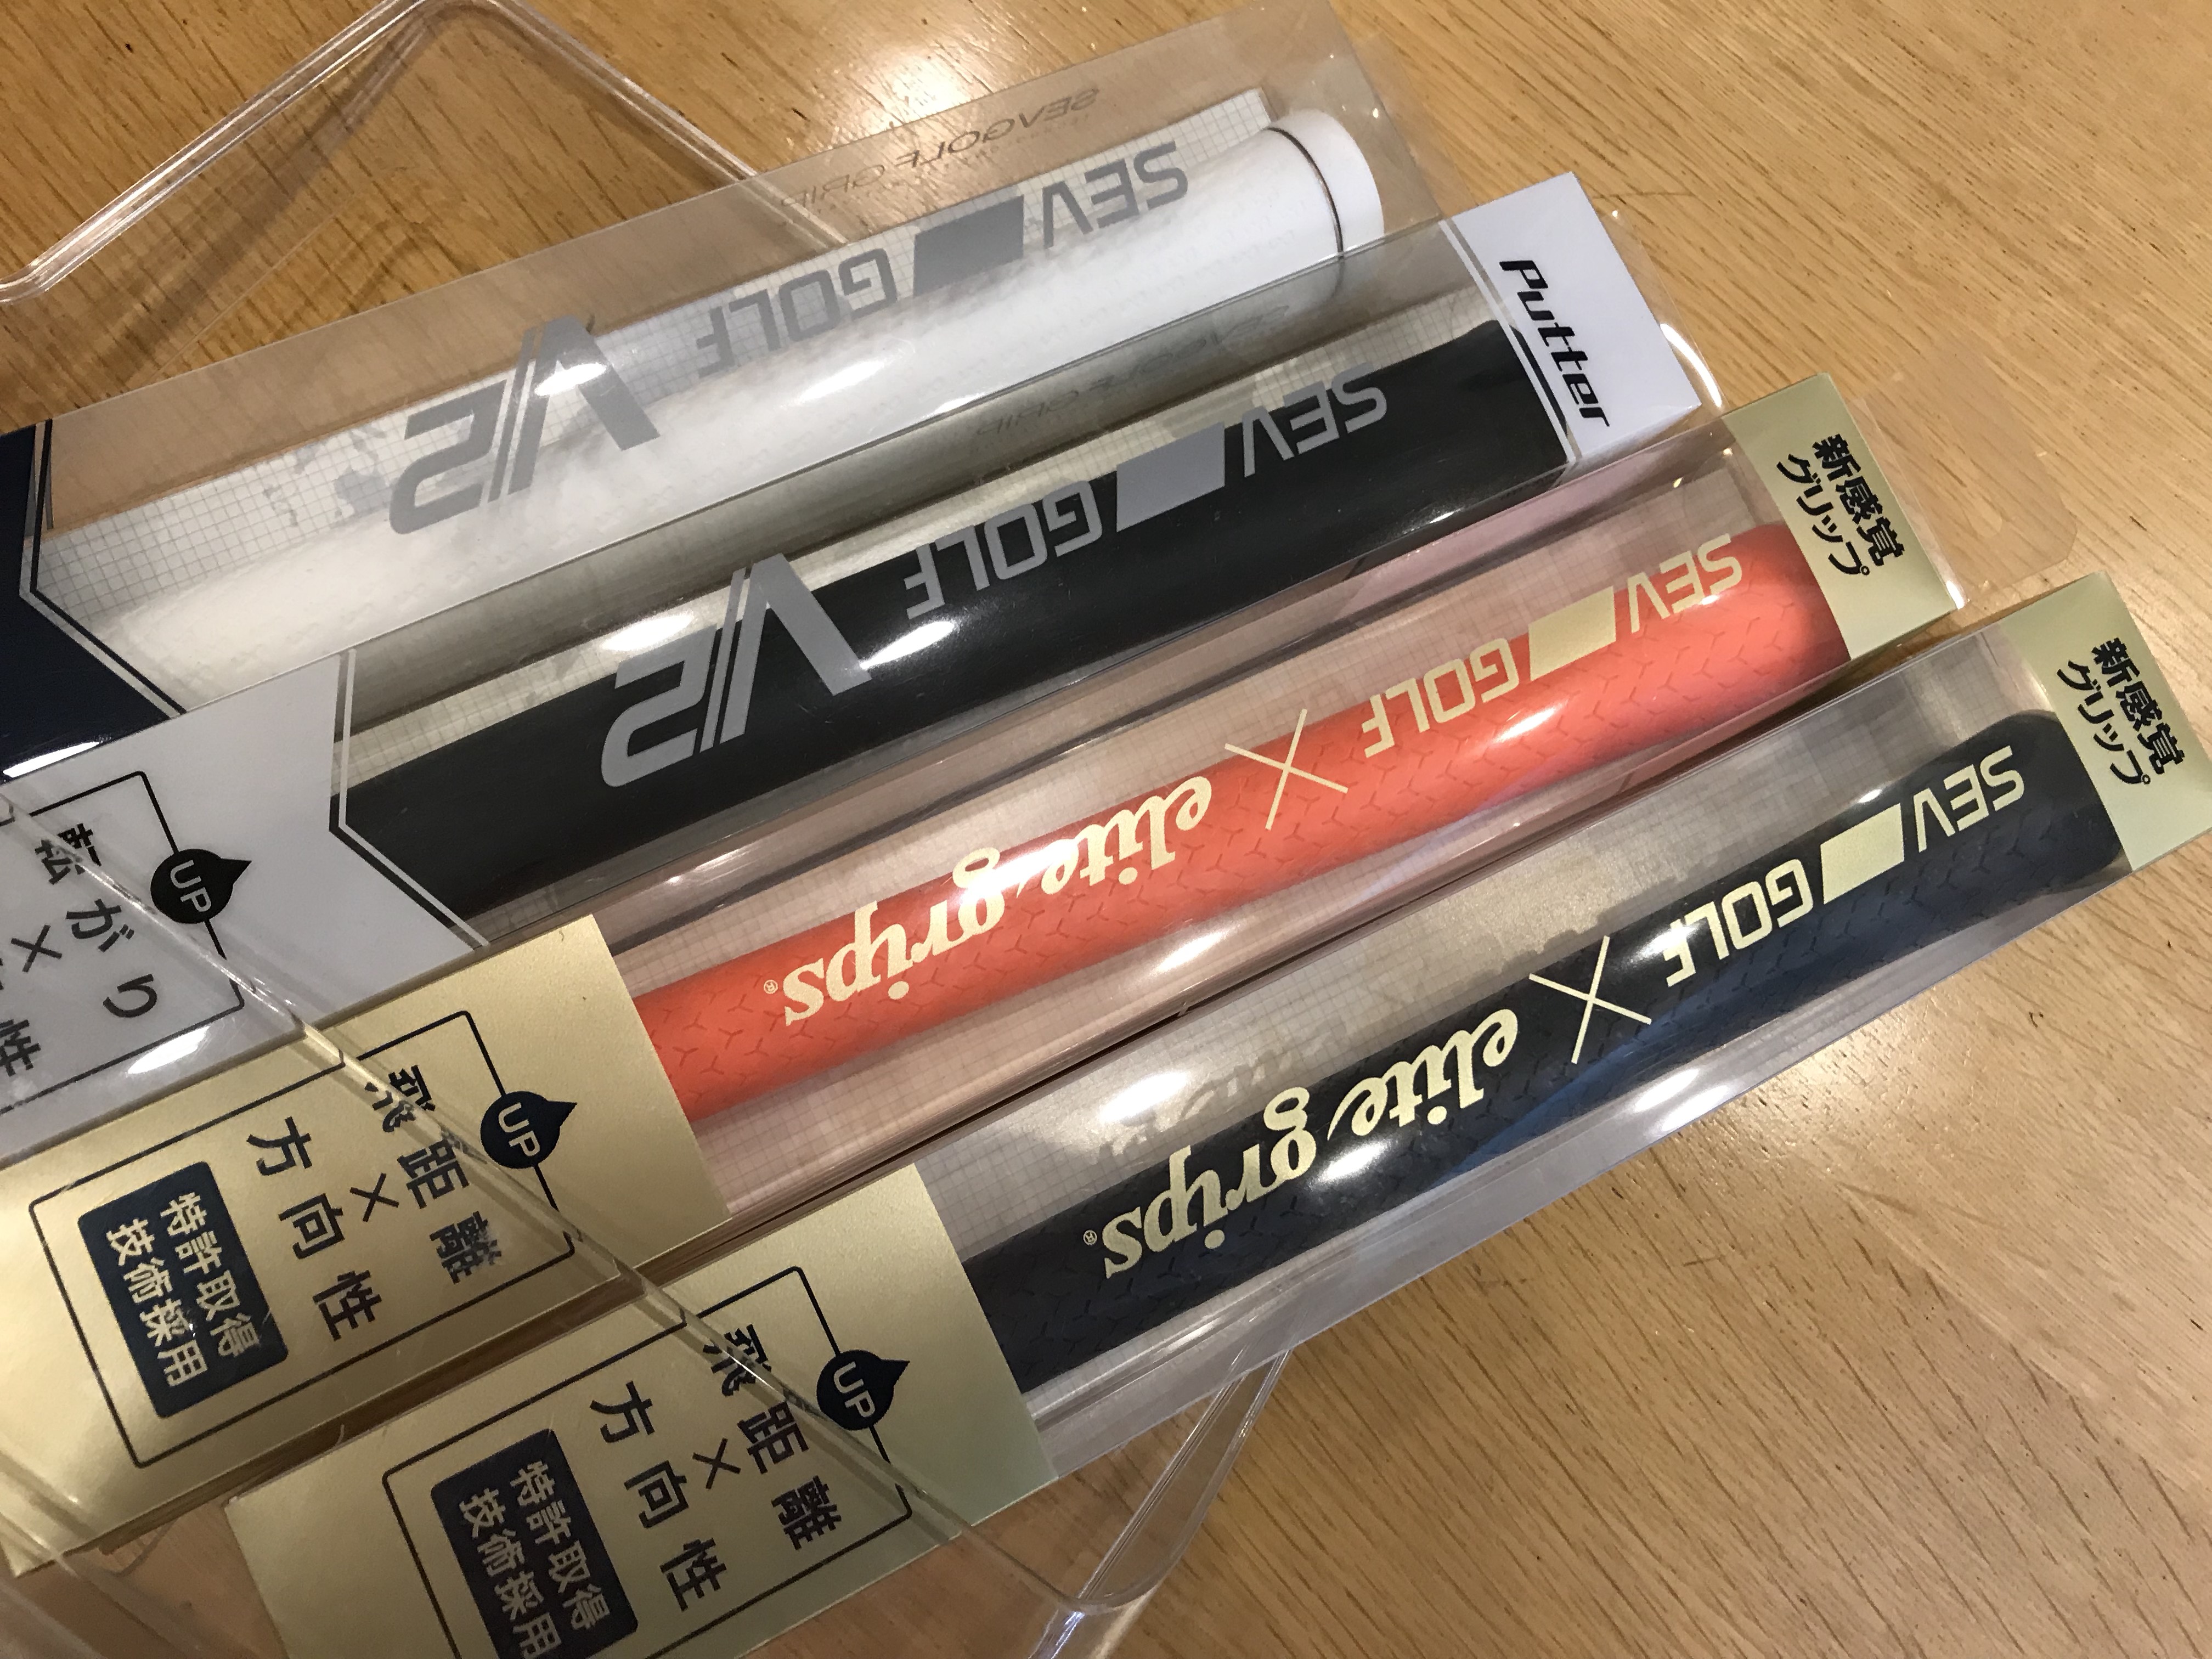 SEV GOLF V2
SEVGOLF GRIP
Putter
SEV GOLF V2
UP
転がり
×
性
新感覚
グリップ
SEV GOLF × elite grips®
UP
飛距離
×
方向性
特許取得
技術採用
新感覚
グリップ
SEV GOLF × elite grips®
UP
飛距離
×
方向性
特許取得
技術採用